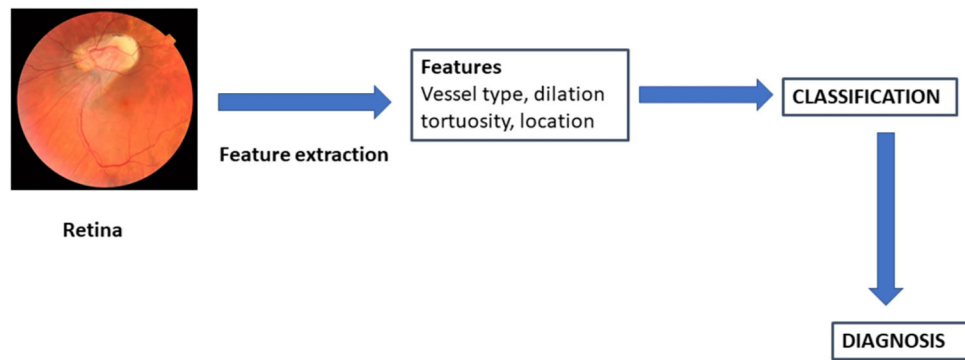 Retina
Feature extraction
Features
Vessel type, dilation
tortuosity, location
CLASSIFICATION
DIAGNOSIS